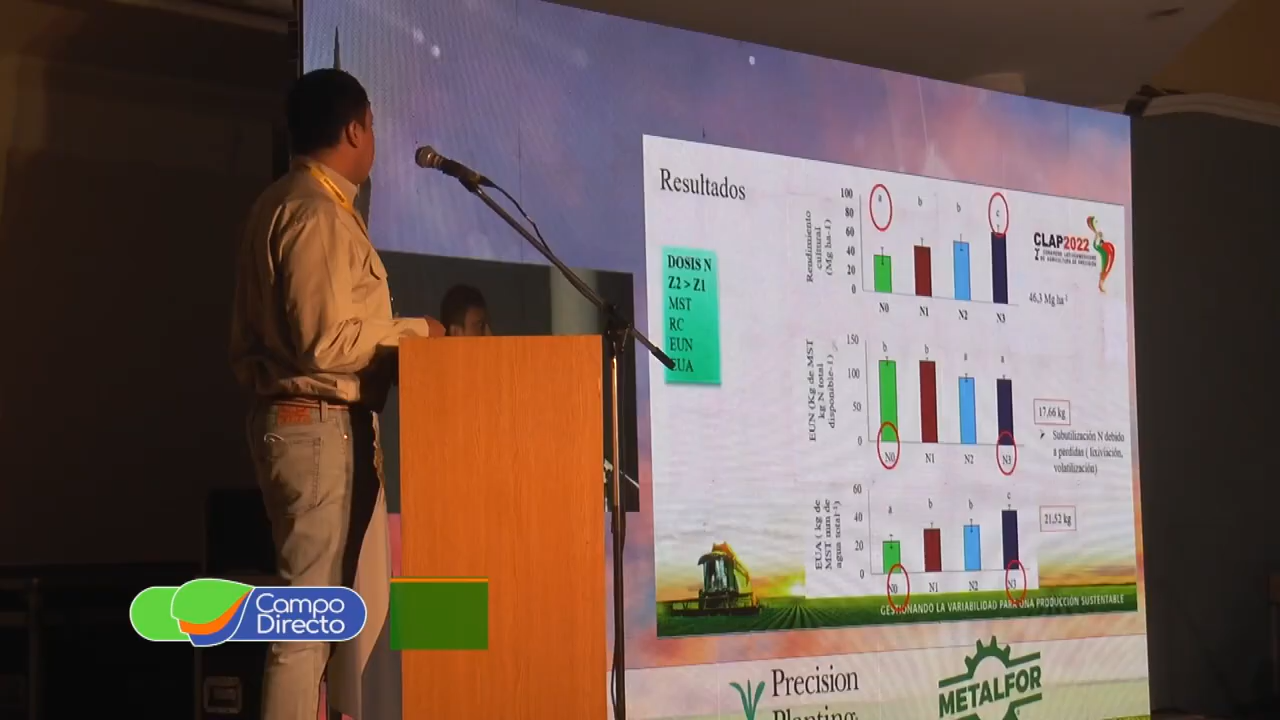 Resultados
DOSIS N
Z2 > Z1
MST
RC
EUN
EUA
Rendimiento
cultural
(Mg ha-1)
100
80
60
40
20
0
a
b
b
c
N0
N1
N2
N3
CLAP2022
46,3 Mg ha-1
EUN (Kg de MST
kg N total
disponible-1)
150
100
50
0
b
b
a
a
N0
N1
N2
N3
17,66 kg
➤ Subutilización N debido
a perdidas ( lixiviación,
volatilización)
EUA ( kg de
MST mm de
agua total-1)
60
40
20
0
a
b
b
c
N0
N1
N2
N3
21,52 kg
GESTIONANDO LA VARIABILIDAD PARA UNA PRODUCCIÓN SUSTENTABLE
Precision
Planting
METALFOR
Campo
Directo